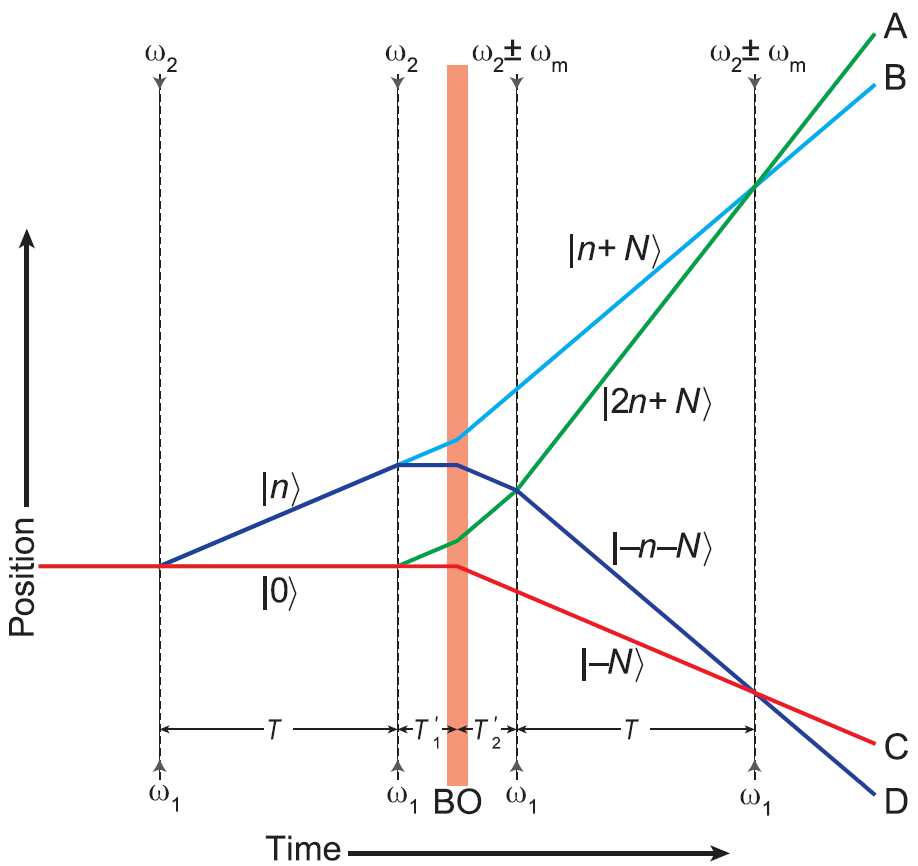 A
ω₂ ω₂ ω₂ ± ωₘ ω₂ ± ωₘ
B
|n+ N⟩
|2n+ N⟩
|n⟩
|–n–N⟩
Position
|0⟩
|–N⟩
T T′₁ T′₂ T
C
ω₁ ω₁ BO ω₁ ω₁
D
Time